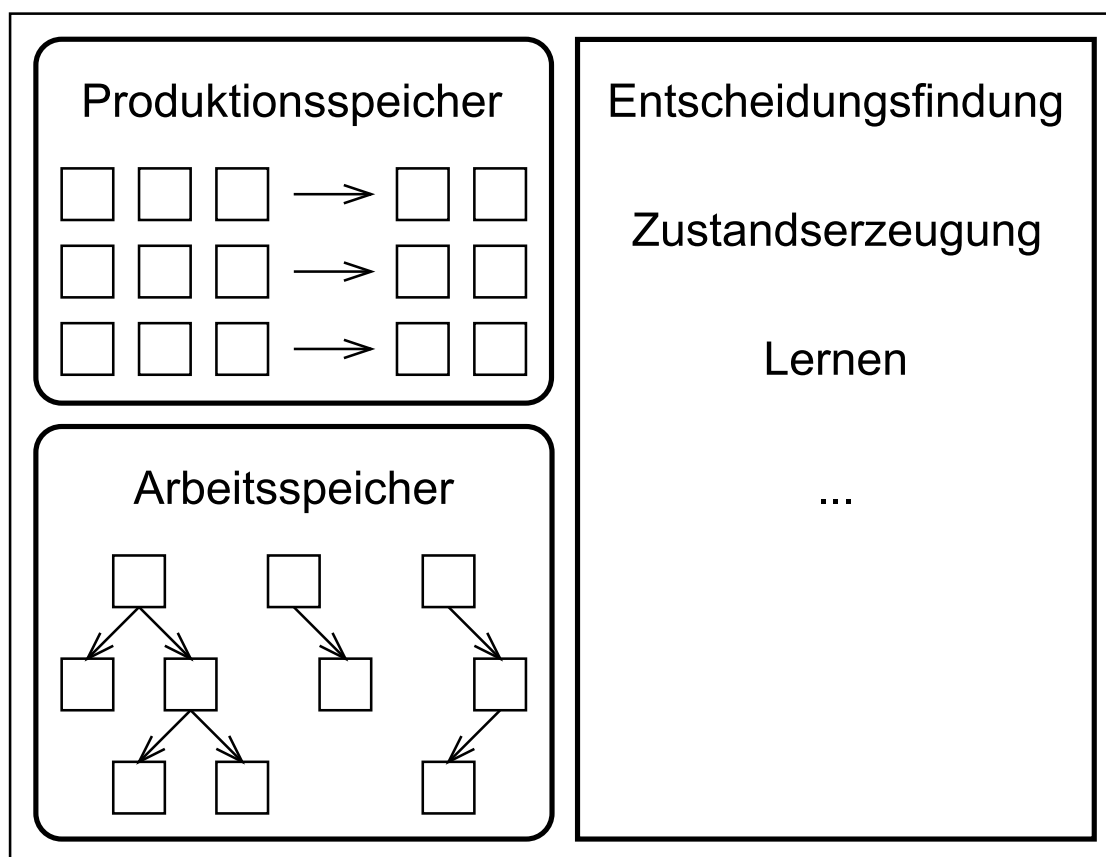 Produktionsspeicher
Arbeitsspeicher
Entscheidungsfindung
Zustandserzeugung
Lernen
...